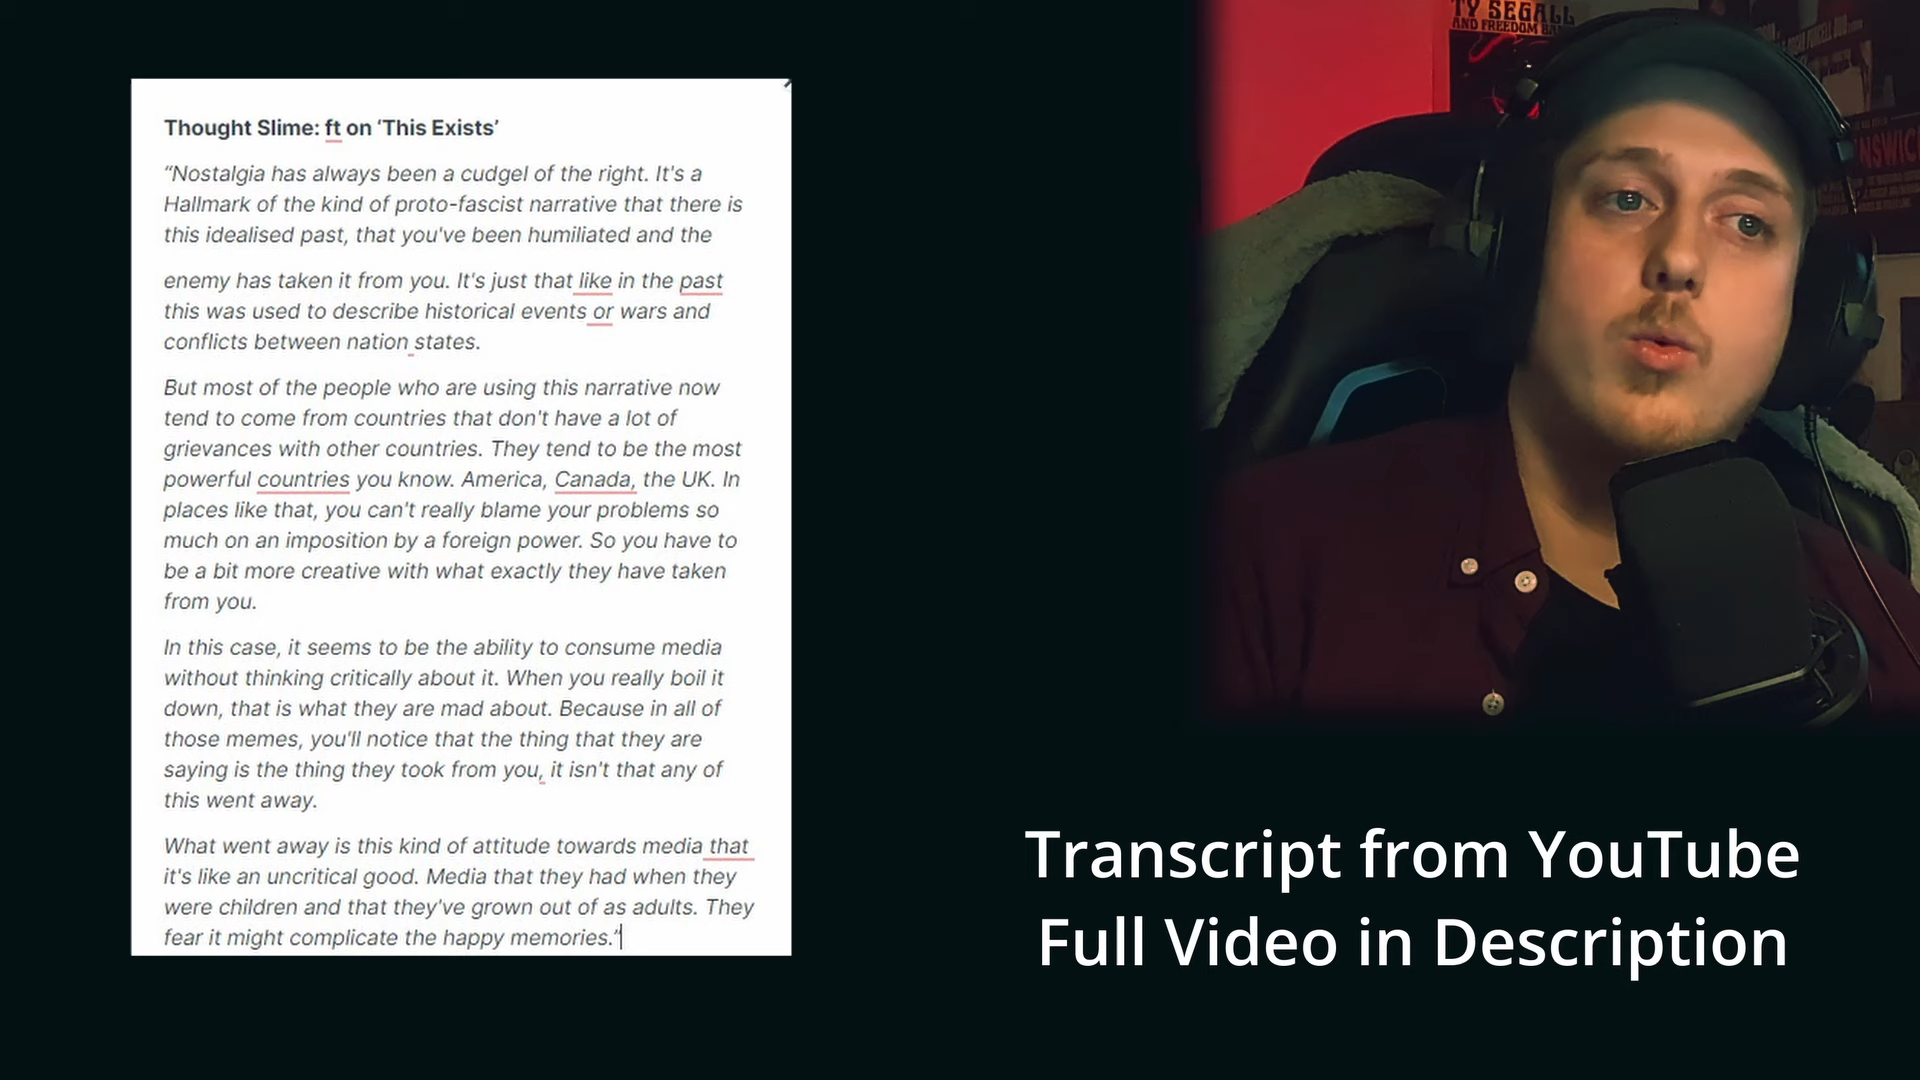 TY SEGALL
AND FREEDOM BA
NSWIC
Thought Slime: ft on ‘This Exists’
“Nostalgia has always been a cudgel of the right. It's a
Hallmark of the kind of proto-fascist narrative that there is
this idealised past, that you've been humiliated and the
enemy has taken it from you. It's just that like in the past
this was used to describe historical events or wars and
conflicts between nation states.
But most of the people who are using this narrative now
tend to come from countries that don't have a lot of
grievances with other countries. They tend to be the most
powerful countries you know. America, Canada, the UK. In
places like that, you can't really blame your problems so
much on an imposition by a foreign power. So you have to
be a bit more creative with what exactly they have taken
from you.
In this case, it seems to be the ability to consume media
without thinking critically about it. When you really boil it
down, that is what they are mad about. Because in all of
those memes, you'll notice that the thing that they are
saying is the thing they took from you, it isn't that any of
this went away.
What went away is this kind of attitude towards media that
it's like an uncritical good. Media that they had when they
were children and that they've grown out of as adults. They
fear it might complicate the happy memories.”
Transcript from YouTube
Full Video in Description